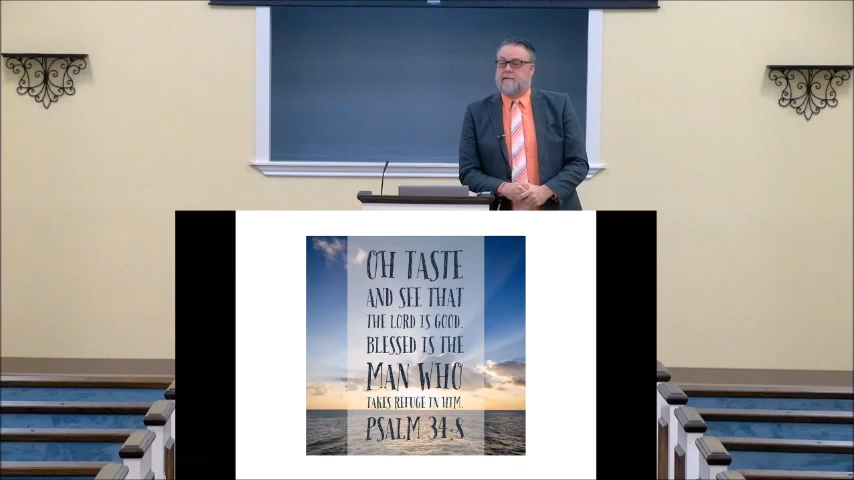 OH TASTE
AND SEE THAT
THE LORD IS GOOD.
BLESSED IS THE
MAN WHO
TAKES REFUGE IN HIM.
PSALM 34:8